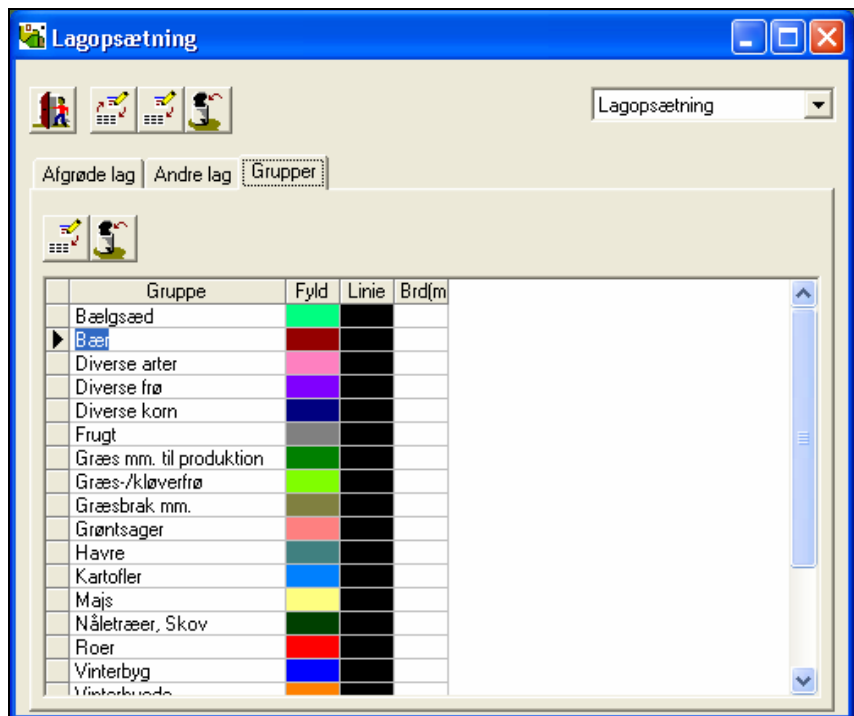 Lagopsætning
Lagopsætning
Afgrøde lag Andre lag Grupper
Gruppe Fyld Linie Brd(m
Bælgsæd
Bær
Diverse arter
Diverse frø
Diverse korn
Frugt
Græs mm. til produktion
Græs-/kløverfrø
Græsbrak mm.
Grøntsager
Havre
Kartofler
Majs
Nåletræer, Skov
Roer
Vinterbyg